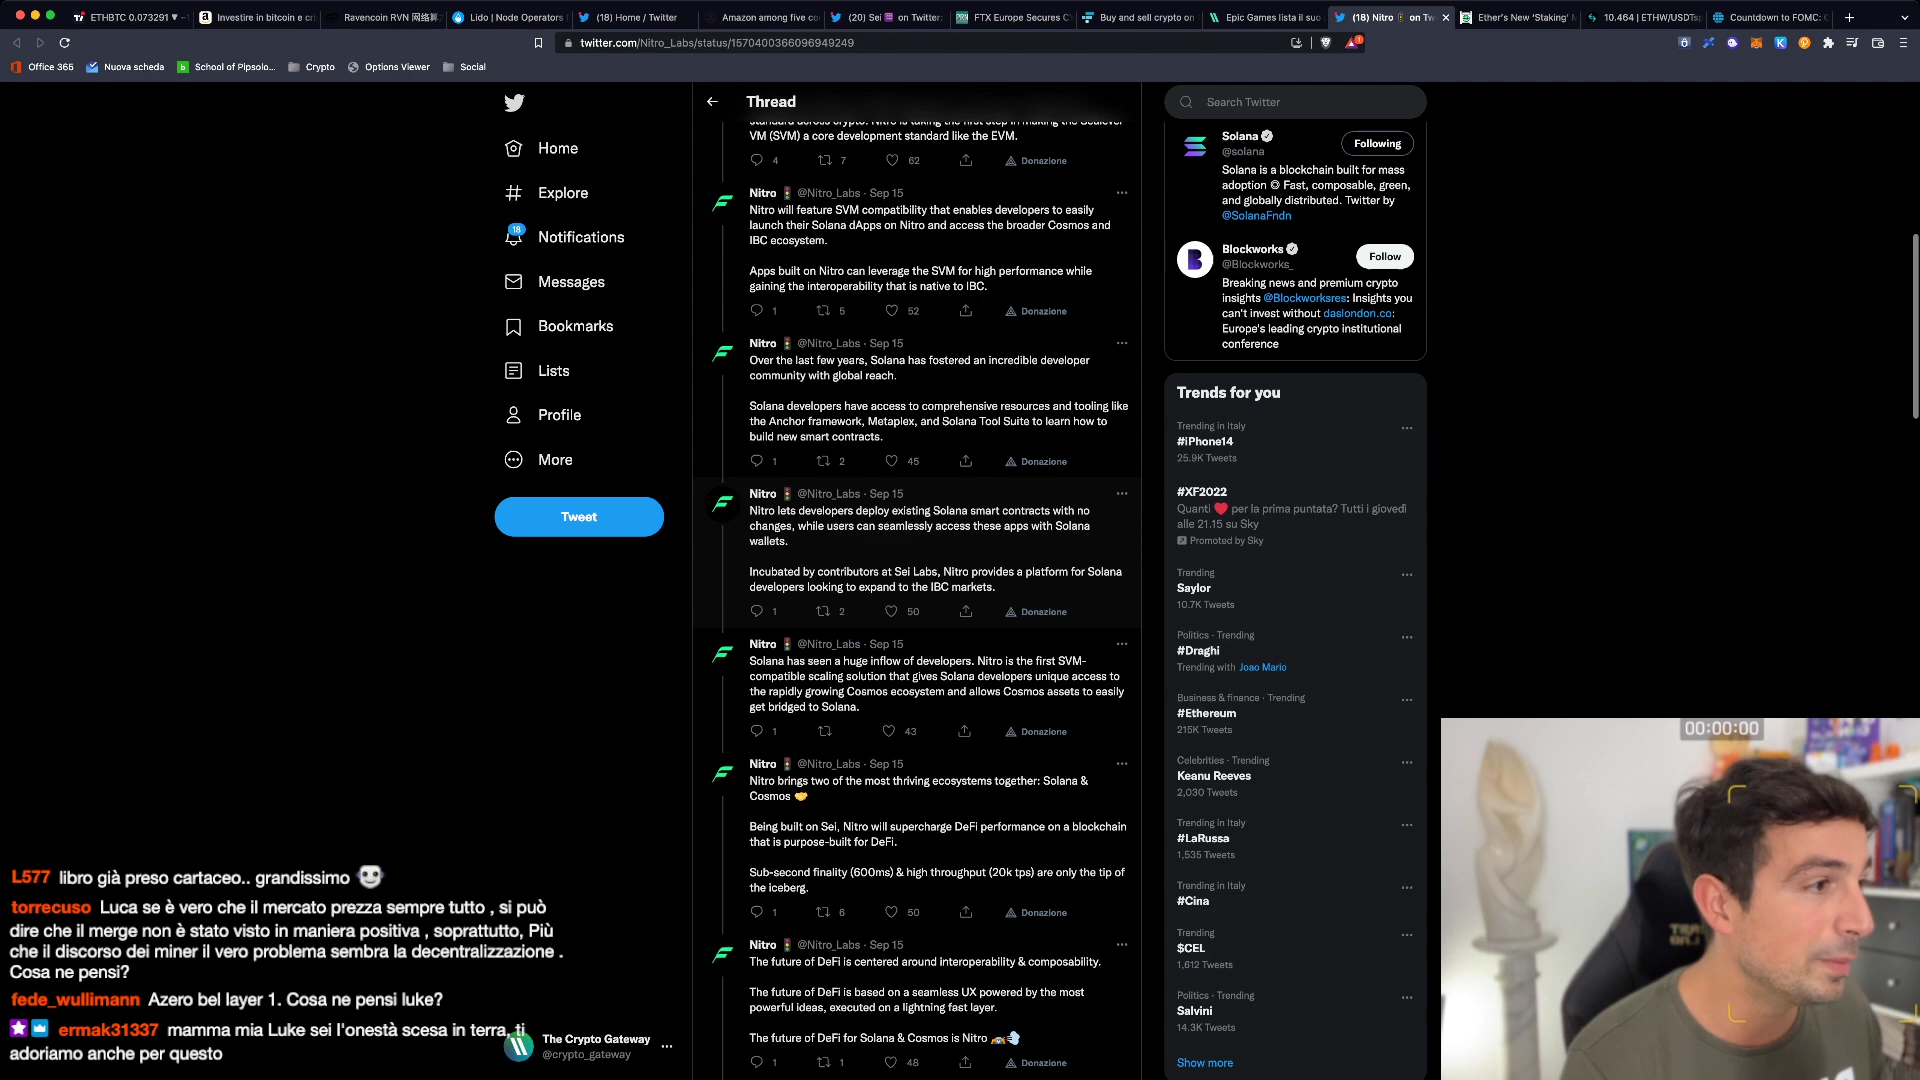 ETHBTC 0.073291 ▼ −1
Investire in bitcoin e cri
Ravencoin RVN 网络算
Lido | Node Operators
(18) Home / Twitter
Amazon among five co
(20) Sei on Twitter:
FTX Europe Secures C
Buy and sell crypto on
Epic Games lista il suo
(18) Nitro on Tw
Ether's New 'Staking' M
10.464 | ETHW/USDTsp
Countdown to FOMC: C
twitter.com/Nitro_Labs/status/1570400366096949249
Office 365
Nuova scheda
School of Pipsolo...
Crypto
Options Viewer
Social
Home
Explore
18
Notifications
Messages
Bookmarks
Lists
Profile
More
Tweet
The Crypto Gateway
@crypto_gateway
Thread
standard across crypto. Nitro is taking the first step in making the Sealevel
VM (SVM) a core development standard like the EVM.
4 7 62 Donazione
Nitro 🚦 @Nitro_Labs · Sep 15
Nitro will feature SVM compatibility that enables developers to easily
launch their Solana dApps on Nitro and access the broader Cosmos and
IBC ecosystem.
Apps built on Nitro can leverage the SVM for high performance while
gaining the interoperability that is native to IBC.
1 5 52 Donazione
Nitro 🚦 @Nitro_Labs · Sep 15
Over the last few years, Solana has fostered an incredible developer
community with global reach.
Solana developers have access to comprehensive resources and tooling like
the Anchor framework, Metaplex, and Solana Tool Suite to learn how to
build new smart contracts.
1 2 45 Donazione
Nitro 🚦 @Nitro_Labs · Sep 15
Nitro lets developers deploy existing Solana smart contracts with no
changes, while users can seamlessly access these apps with Solana
wallets.
Incubated by contributors at Sei Labs, Nitro provides a platform for Solana
developers looking to expand to the IBC markets.
1 2 50 Donazione
Nitro 🚦 @Nitro_Labs · Sep 15
Solana has seen a huge inflow of developers. Nitro is the first SVM-
compatible scaling solution that gives Solana developers unique access to
the rapidly growing Cosmos ecosystem and allows Cosmos assets to easily
get bridged to Solana.
1 43 Donazione
Nitro 🚦 @Nitro_Labs · Sep 15
Nitro brings two of the most thriving ecosystems together: Solana &
Cosmos 🤝
Being built on Sei, Nitro will supercharge DeFi performance on a blockchain
that is purpose-built for DeFi.
Sub-second finality (600ms) & high throughput (20k tps) are only the tip of
the iceberg.
1 6 50 Donazione
Nitro 🚦 @Nitro_Labs · Sep 15
The future of DeFi is centered around interoperability & composability.
The future of DeFi is based on a seamless UX powered by the most
powerful ideas, executed on a lightning fast layer.
The future of DeFi for Solana & Cosmos is Nitro
1 1 48 Donazione
Search Twitter
Solana
@solana
Following
Solana is a blockchain built for mass
adoption ☺ Fast, composable, green,
and globally distributed. Twitter by
@SolanaFndn
Blockworks
@Blockworks_
Follow
Breaking news and premium crypto
insights @Blockworksres: Insights you
can't invest without daslondon.co:
Europe's leading crypto institutional
conference
Trends for you
Trending in Italy
#iPhone14
25.9K Tweets
#XF2022
Quanti ❤️ per la prima puntata? Tutti i giovedì
alle 21.15 su Sky
Promoted by Sky
Trending
Saylor
10.7K Tweets
Politics · Trending
#Draghi
Trending with Joao Mario
Business & finance · Trending
#Ethereum
215K Tweets
Celebrities · Trending
Keanu Reeves
2,030 Tweets
Trending in Italy
#LaRussa
1,535 Tweets
Trending in Italy
#Cina
Trending
$CEL
1,612 Tweets
Politics · Trending
Salvini
14.3K Tweets
Show more
00:00:00
L577 libro già preso cartaceo.. grandissimo
torrecuso Luca se è vero che il mercato prezza sempre tutto , si può
dire che il merge non è stato visto in maniera positiva , soprattutto, Più
che il discorso dei miner il vero problema sembra la decentralizzazione .
Cosa ne pensi?
fede_wullimann Azero bel layer 1. Cosa ne pensi luke?
ermak31337 mamma mia Luke sei l'onestà scesa in terra, ti
adoriamo anche per questo